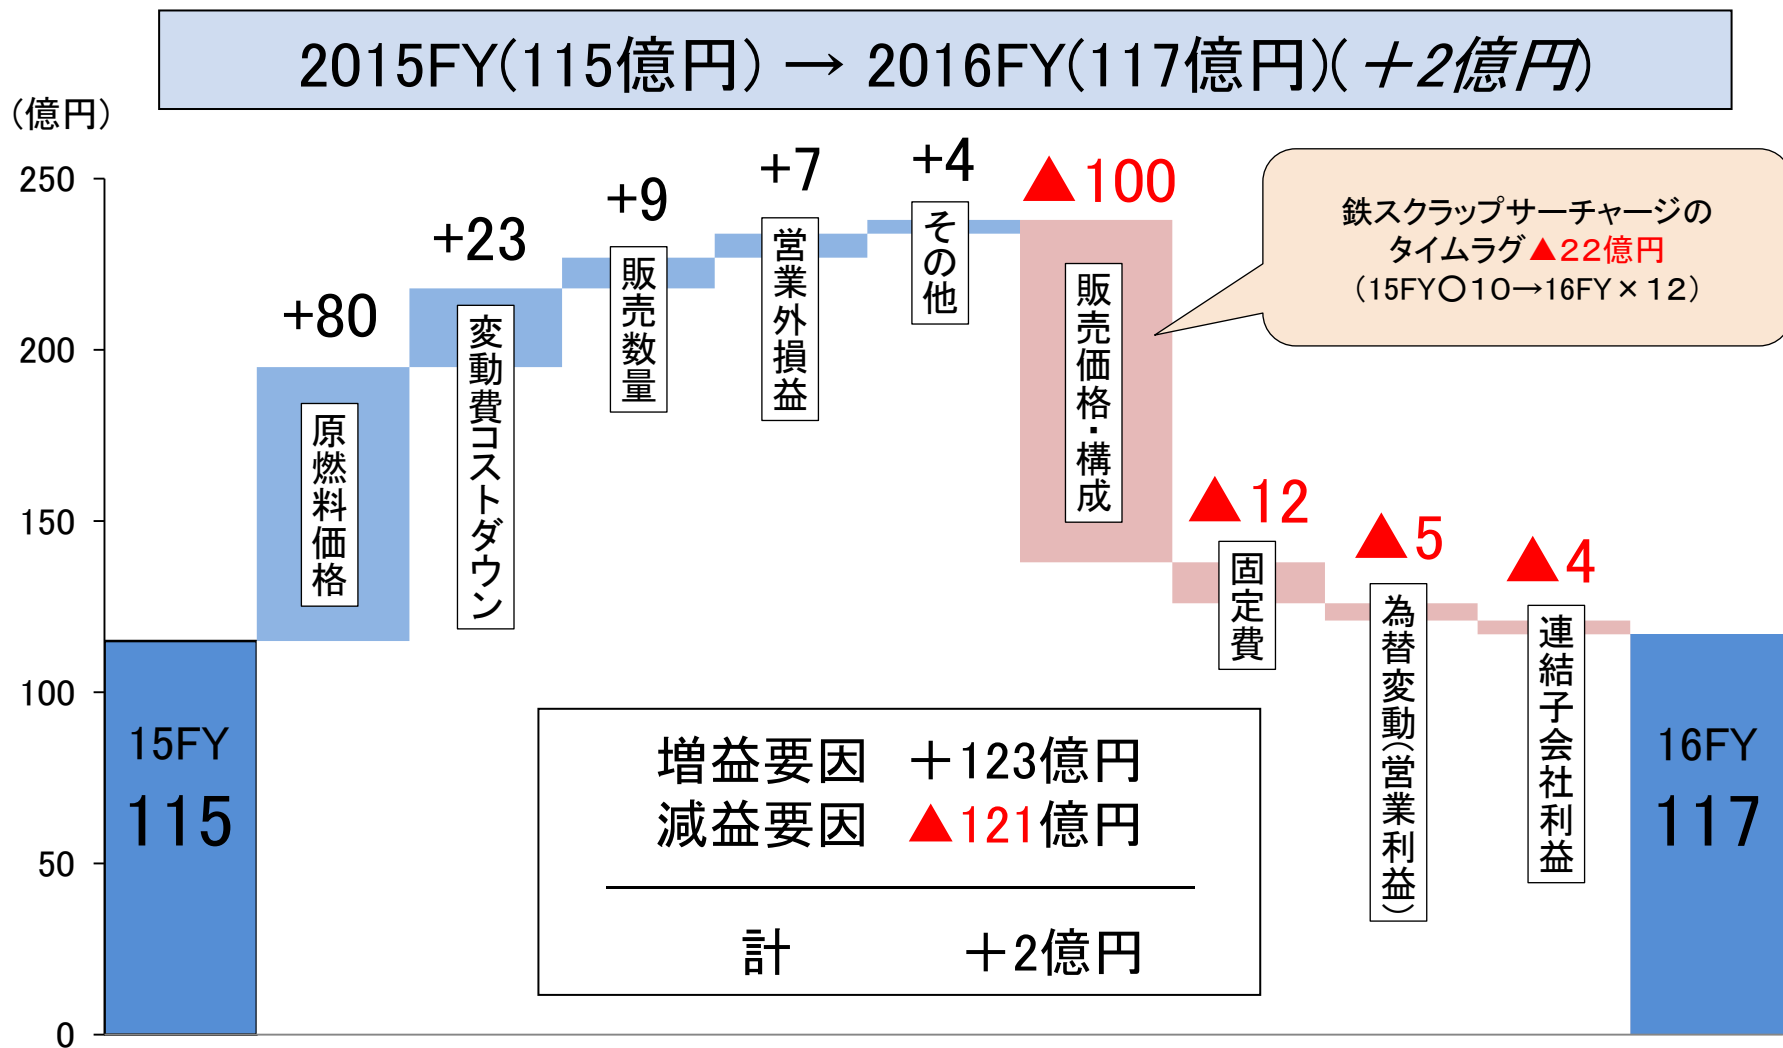 2015FY(115億円) → 2016FY(117億円)(＋2億円)
(億円)
250
200
150
100
50
0
15FY
115
+80
原燃料価格
+23
変動費コストダウン
+9
販売数量
+7
営業外損益
+4
その他
▲100
販売価格・構成
▲12
固定費
▲5
為替変動(営業利益)
▲4
連結子会社利益
16FY
117
鉄スクラップサーチャージの
タイムラグ▲22億円
(15FY○10→16FY×12)
増益要因 ＋123億円
減益要因 ▲121億円
計 ＋2億円